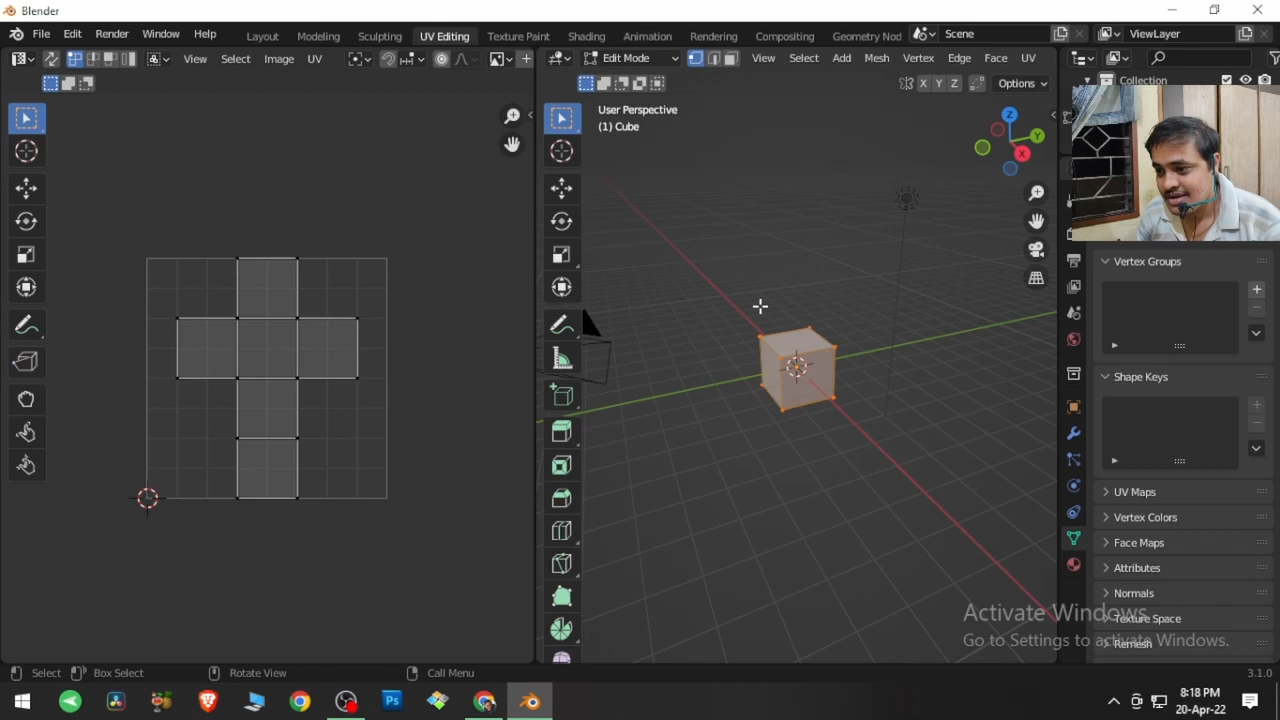 Blender
File Edit Render Window Help Layout Modeling Sculpting UV Editing Texture Paint Shading Animation Rendering Compositing Geometry Nod Scene ViewLayer
View Select Image UV Edit Mode View Select Add Mesh Vertex Edge Face UV
X Y Z Options Collection
User Perspective
(1) Cube
Z
Y
X
Vertex Groups
Shape Keys
UV Maps
Vertex Colors
Face Maps
Attributes
Normals
Activate Windows
Texture Space
Go to Settings to activate Windows.
Remesh
Select Box Select Rotate View Call Menu 3.1.0
Ps 8:18 PM
20-Apr-22